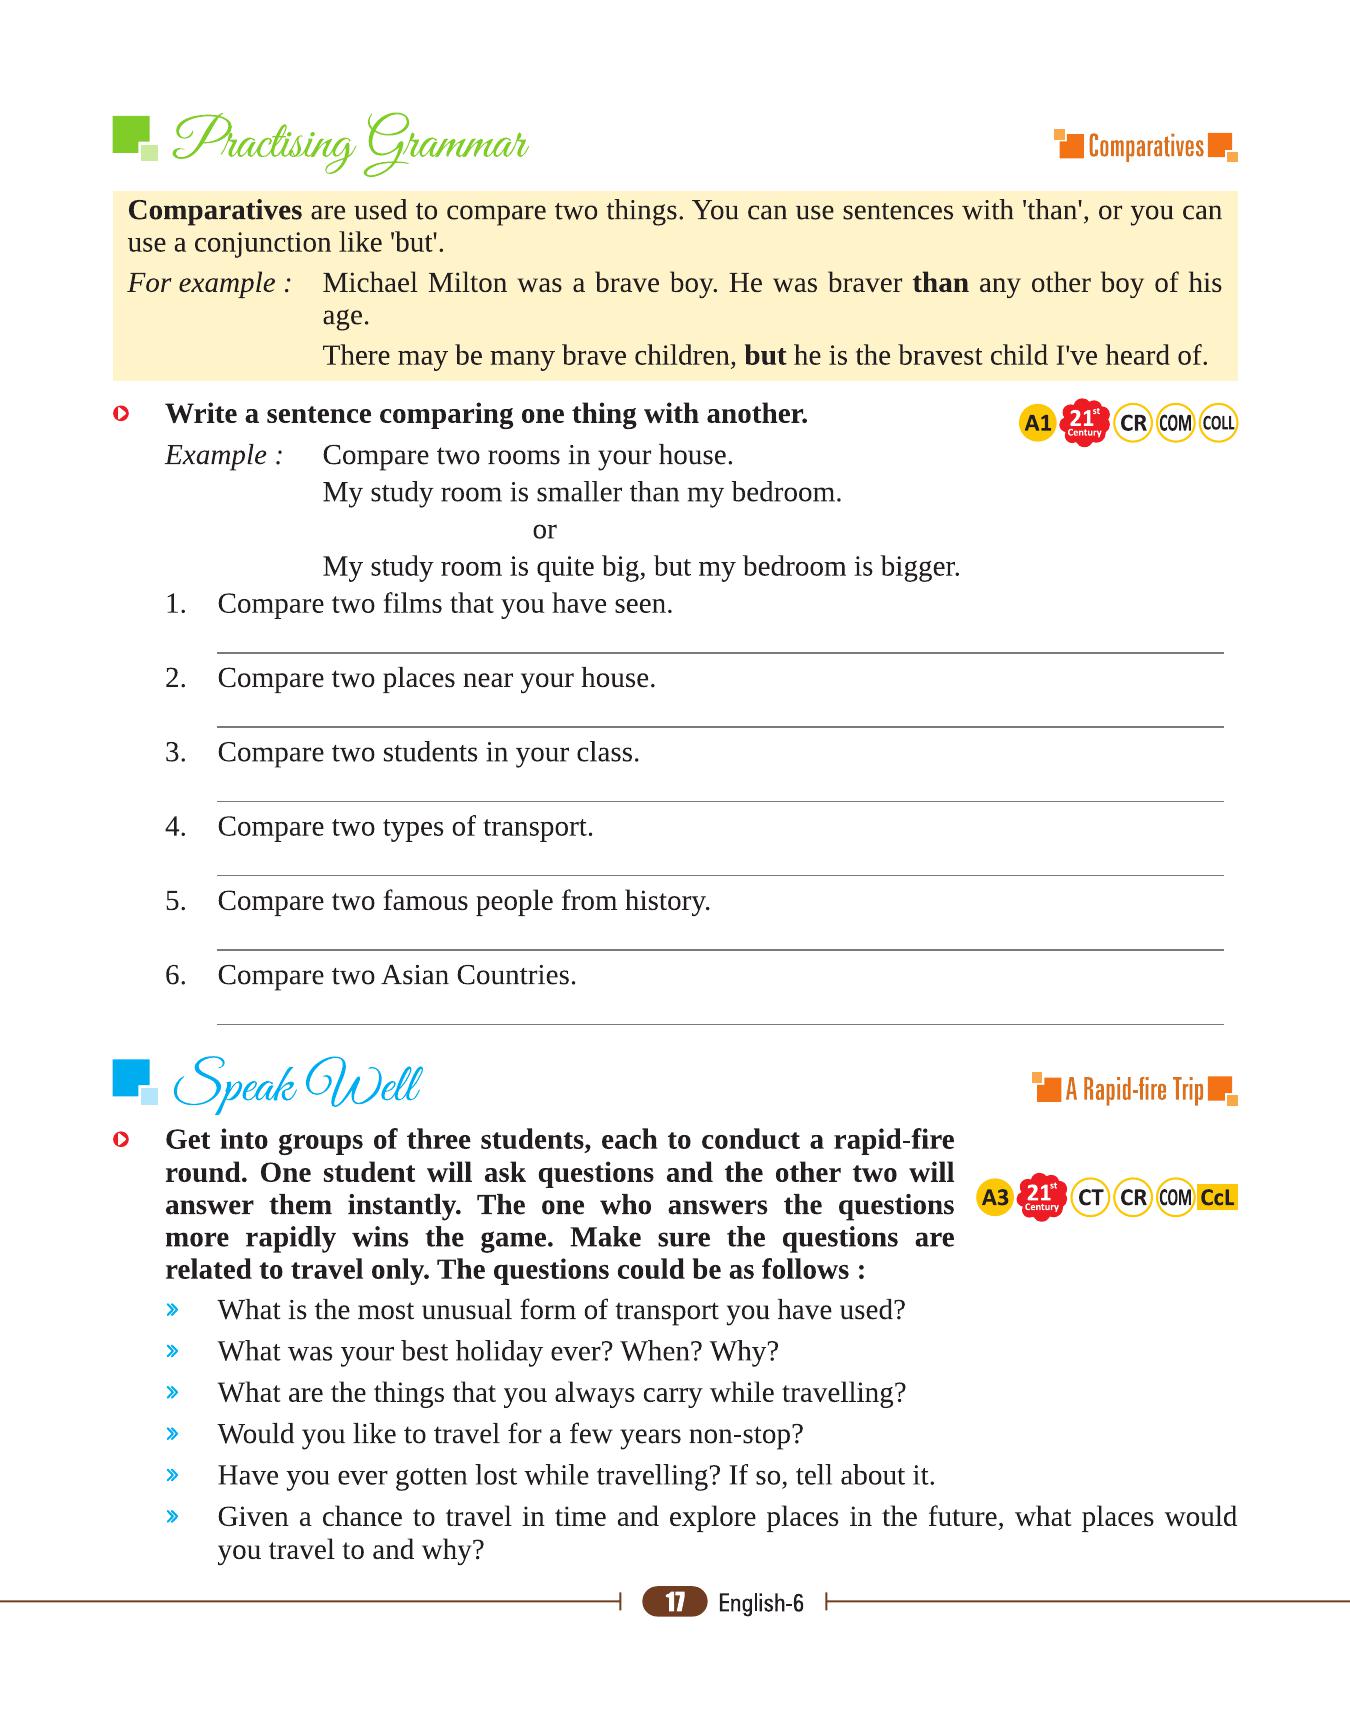 Practising Grammar
Comparatives
Comparatives are used to compare two things. You can use sentences with 'than', or you can
use a conjunction like 'but'.
For example : Michael Milton was a brave boy. He was braver than any other boy of his
age.
There may be many brave children, but he is the bravest child I've heard of.
Write a sentence comparing one thing with another.
A1 21st Century CR COM COLL
Example : Compare two rooms in your house.
My study room is smaller than my bedroom.
or
My study room is quite big, but my bedroom is bigger.
1. Compare two films that you have seen.
2. Compare two places near your house.
3. Compare two students in your class.
4. Compare two types of transport.
5. Compare two famous people from history.
6. Compare two Asian Countries.
Speak Well
A Rapid-fire Trip
Get into groups of three students, each to conduct a rapid-fire
round. One student will ask questions and the other two will
answer them instantly. The one who answers the questions
more rapidly wins the game. Make sure the questions are
related to travel only. The questions could be as follows :
A3 21st Century CT CR COM CcL
» What is the most unusual form of transport you have used?
» What was your best holiday ever? When? Why?
» What are the things that you always carry while travelling?
» Would you like to travel for a few years non-stop?
» Have you ever gotten lost while travelling? If so, tell about it.
» Given a chance to travel in time and explore places in the future, what places would
you travel to and why?
17 English-6